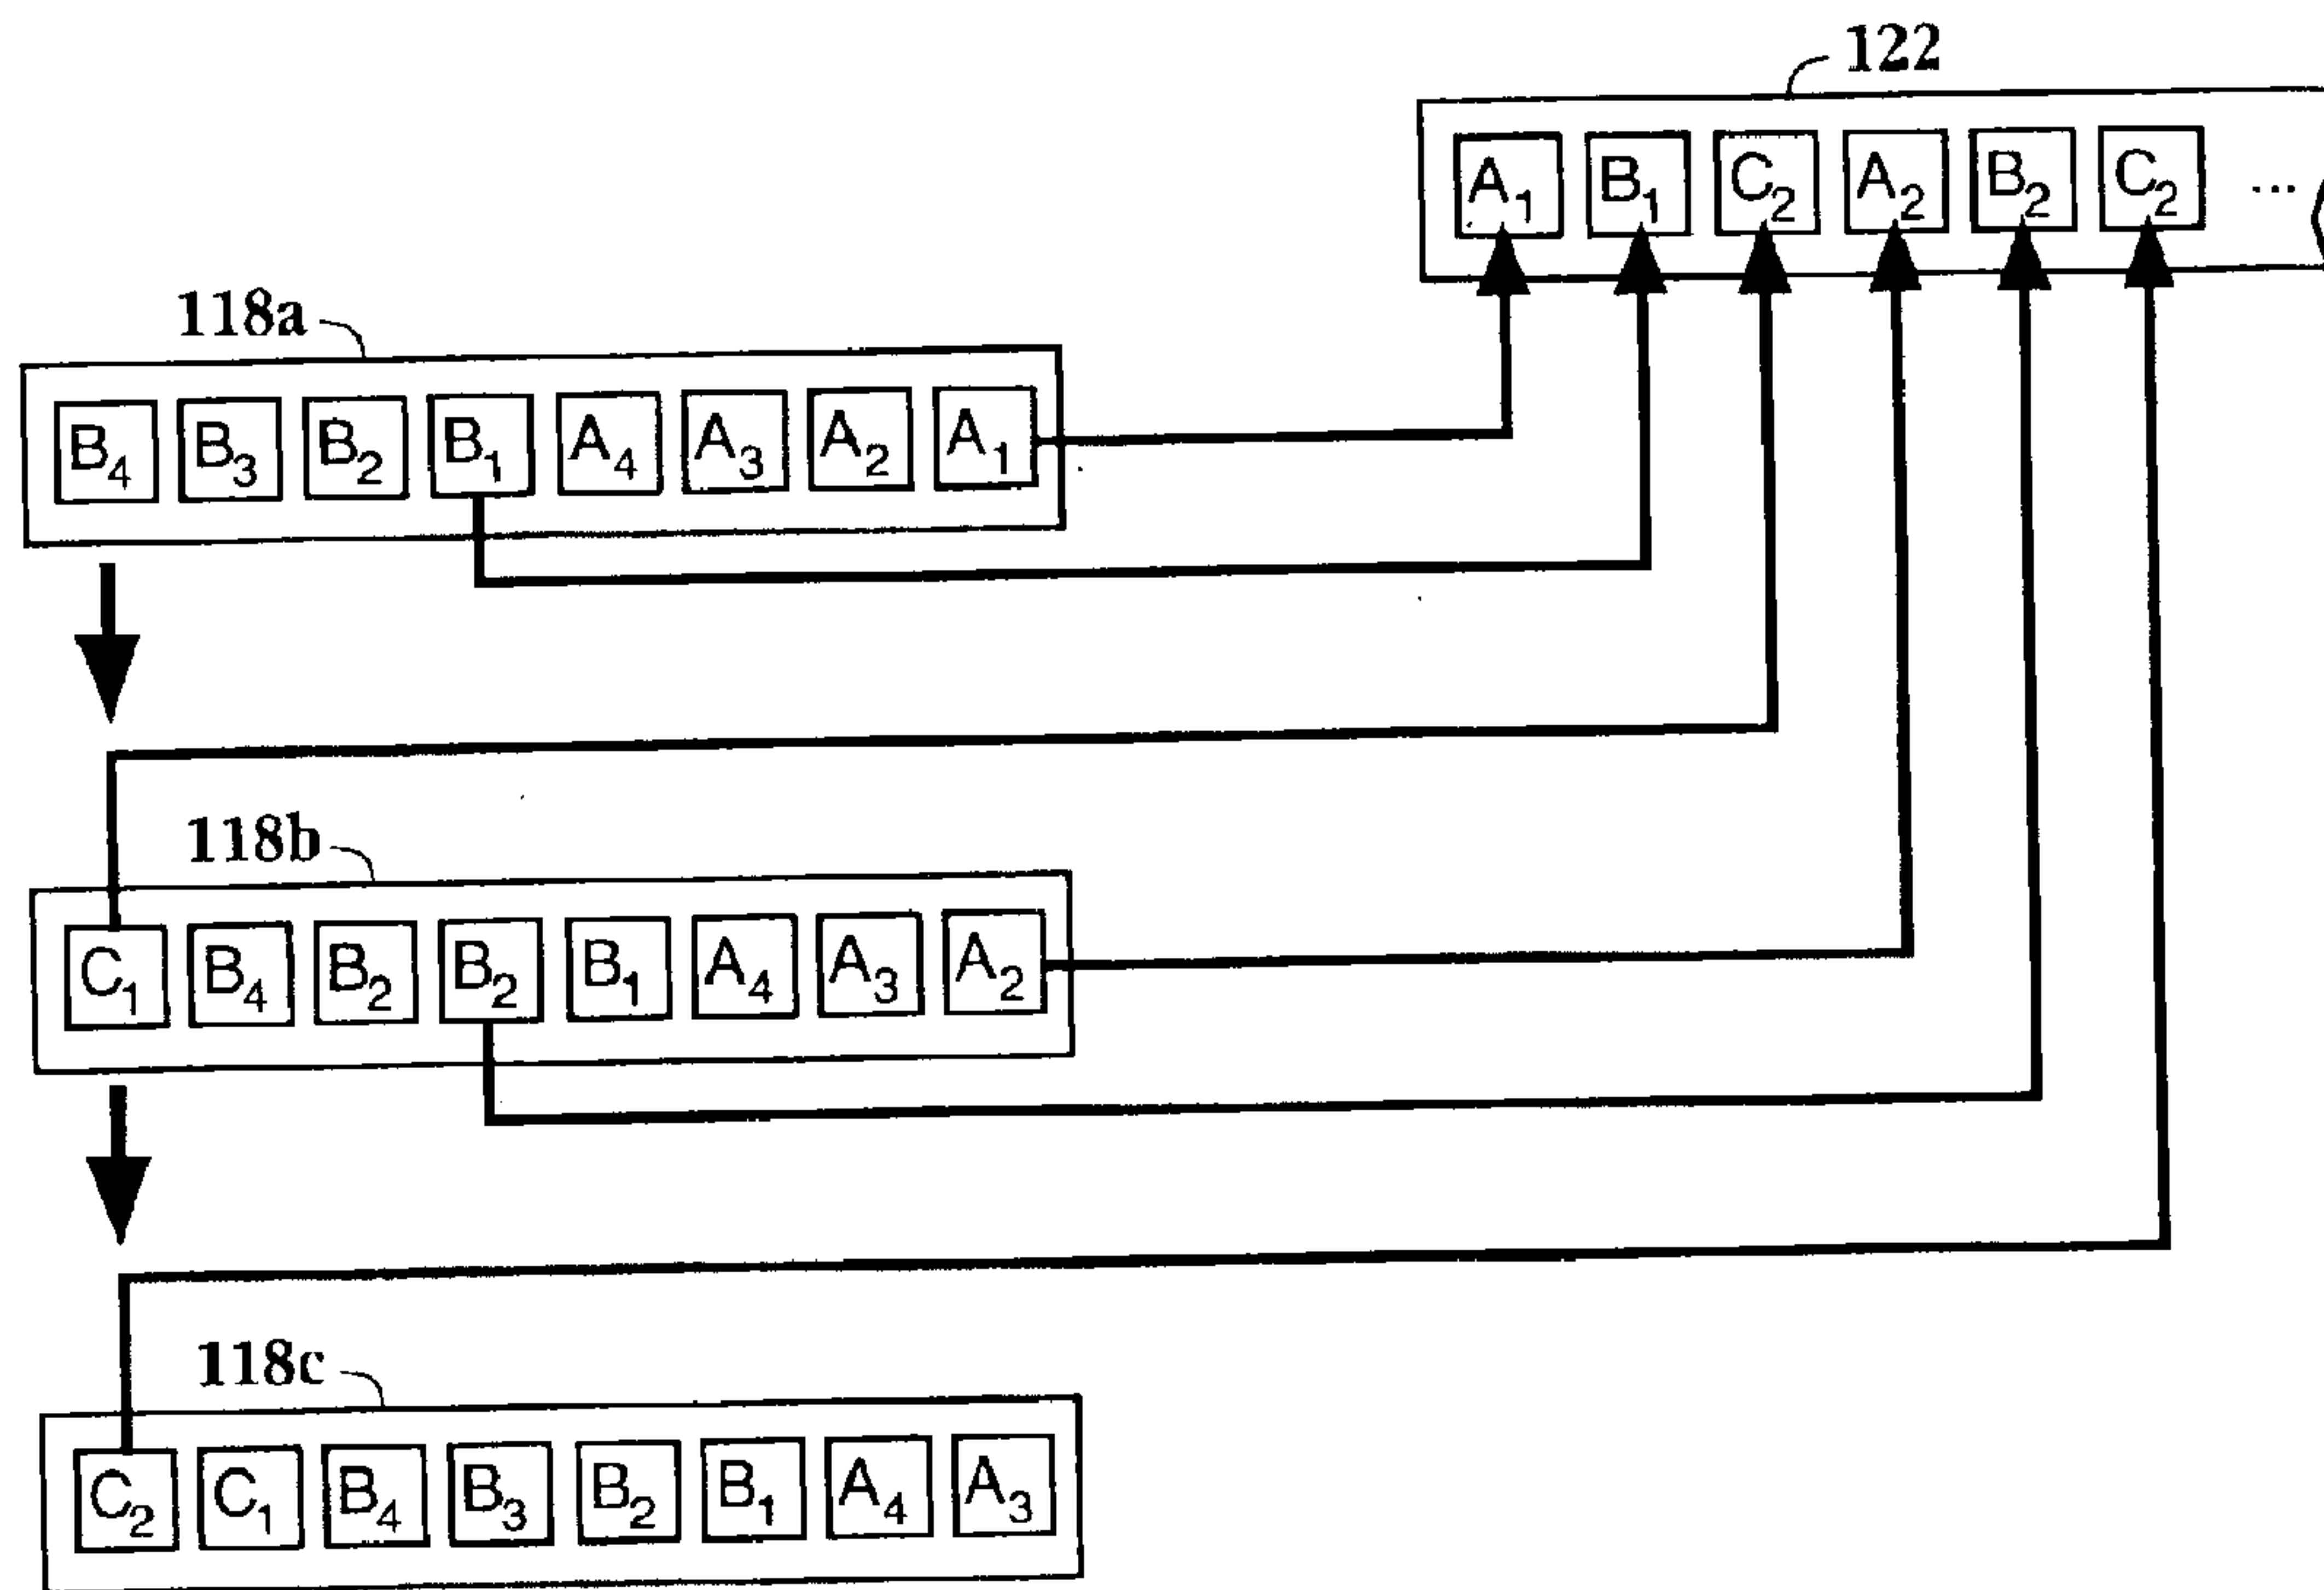 122
A1 B1 C2 A2 B2 C2 ...
118a
B4 B3 B2 B1 A4 A3 A2 A1
118b
C1 B4 B2 B2 B1 A4 A3 A2
118c
C2 C1 B4 B3 B2 B1 A4 A3